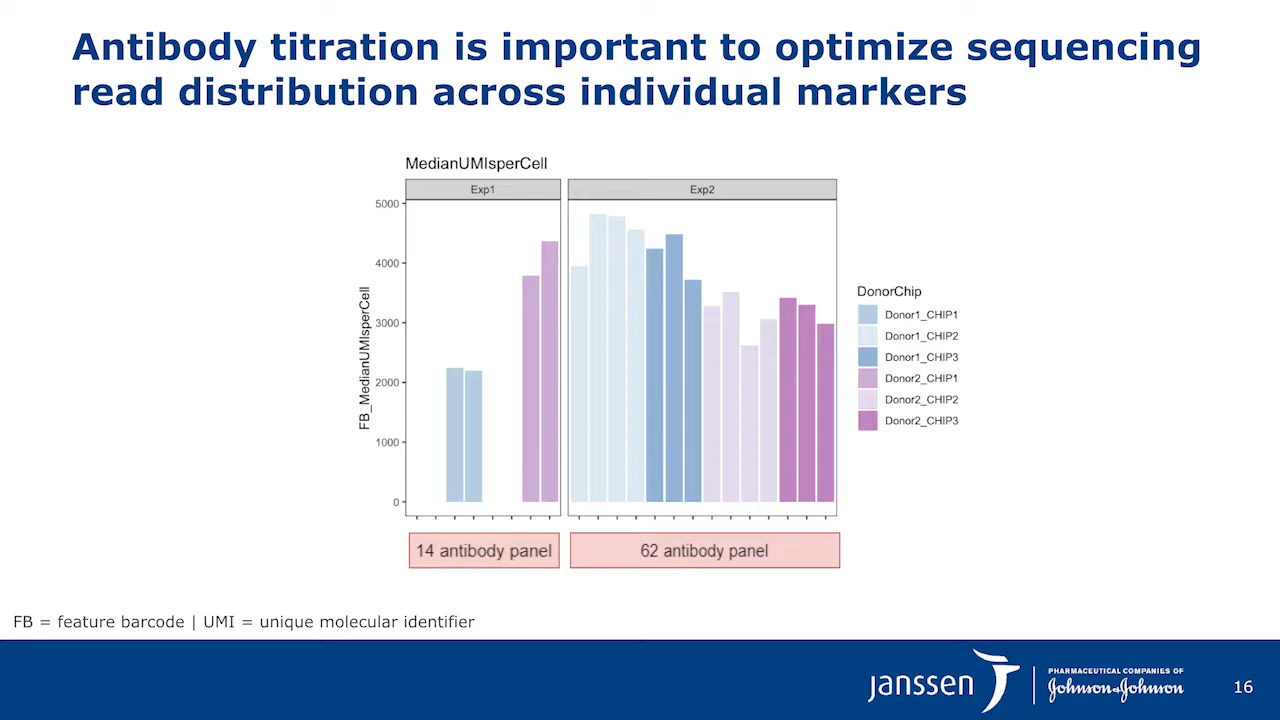 Antibody titration is important to optimize sequencing
read distribution across individual markers
MedianUMIsperCell
Exp1
Exp2
FB_MedianUMIsperCell
5000
4000
3000
2000
1000
0
DonorChip
Donor1_CHIP1
Donor1_CHIP2
Donor1_CHIP3
Donor2_CHIP1
Donor2_CHIP2
Donor2_CHIP3
14 antibody panel
62 antibody panel
FB = feature barcode | UMI = unique molecular identifier
janssen
PHARMACEUTICAL COMPANIES OF
Johnson & Johnson
16